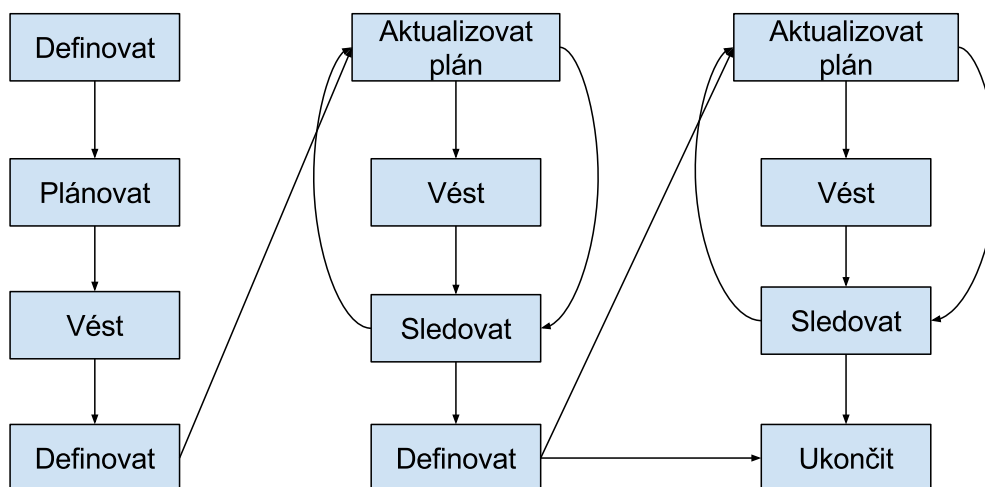 Definovat
Plánovat
Vést
Definovat
Aktualizovat
plán
Vést
Sledovat
Definovat
Aktualizovat
plán
Vést
Sledovat
Ukončit